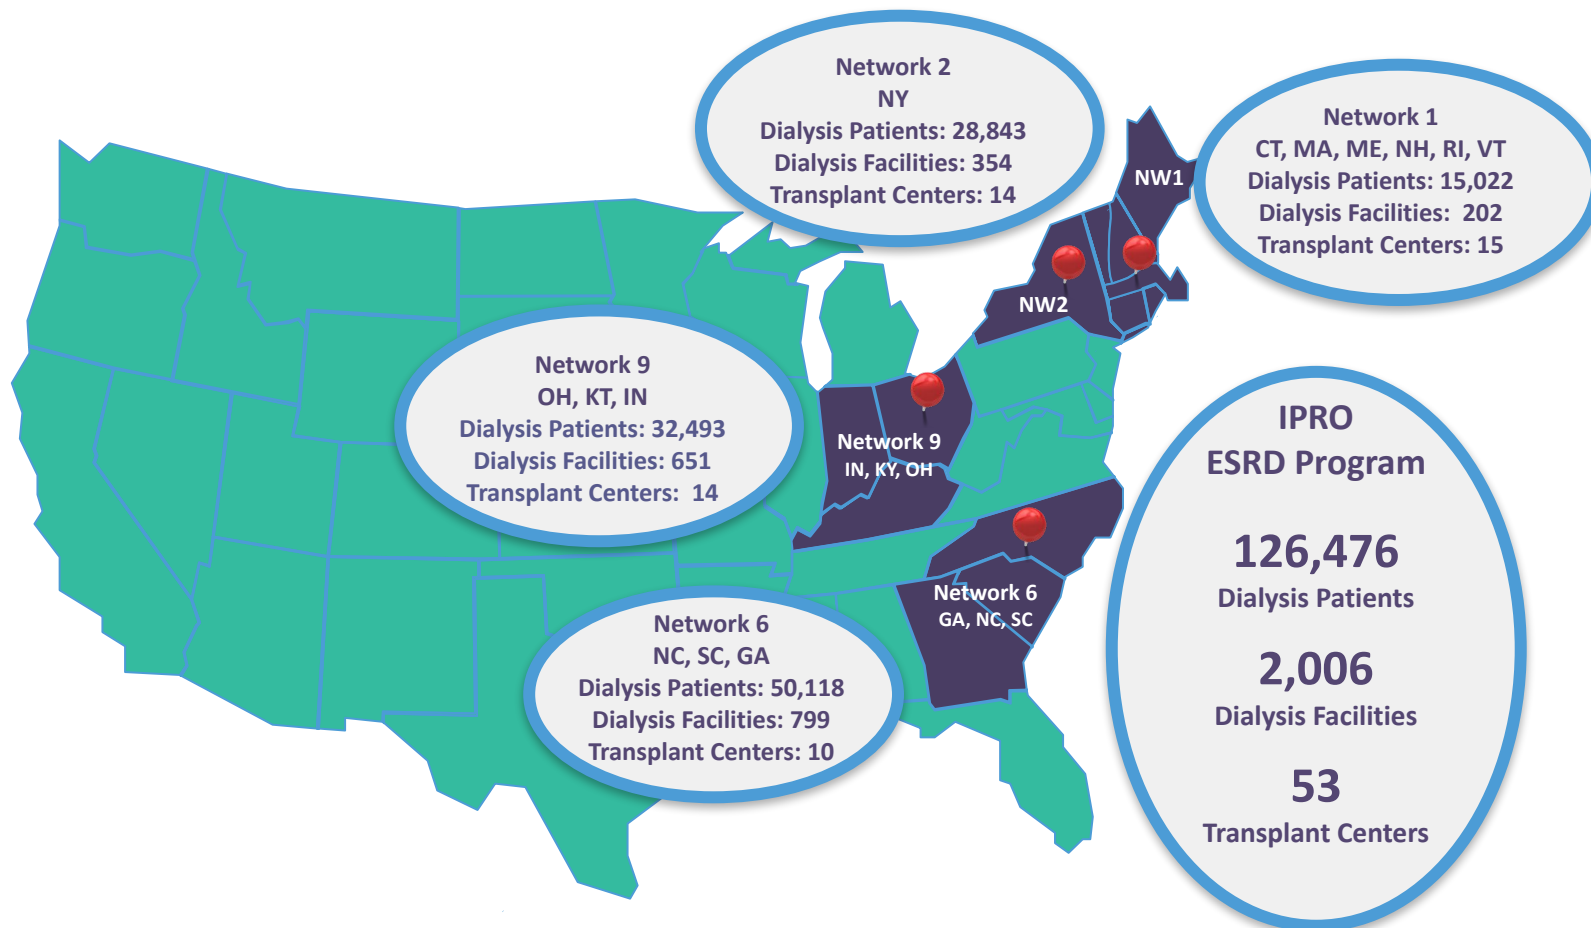 Network 2
NY
Dialysis Patients: 28,843
Dialysis Facilities: 354
Transplant Centers: 14
Network 1
CT, MA, ME, NH, RI, VT
Dialysis Patients: 15,022
Dialysis Facilities: 202
Transplant Centers: 15
NW1
NW2
Network 9
OH, KT, IN
Dialysis Patients: 32,493
Dialysis Facilities: 651
Transplant Centers: 14
Network 9
IN, KY, OH
Network 6
GA, NC, SC
Network 6
NC, SC, GA
Dialysis Patients: 50,118
Dialysis Facilities: 799
Transplant Centers: 10
IPRO
ESRD Program
126,476
Dialysis Patients
2,006
Dialysis Facilities
53
Transplant Centers